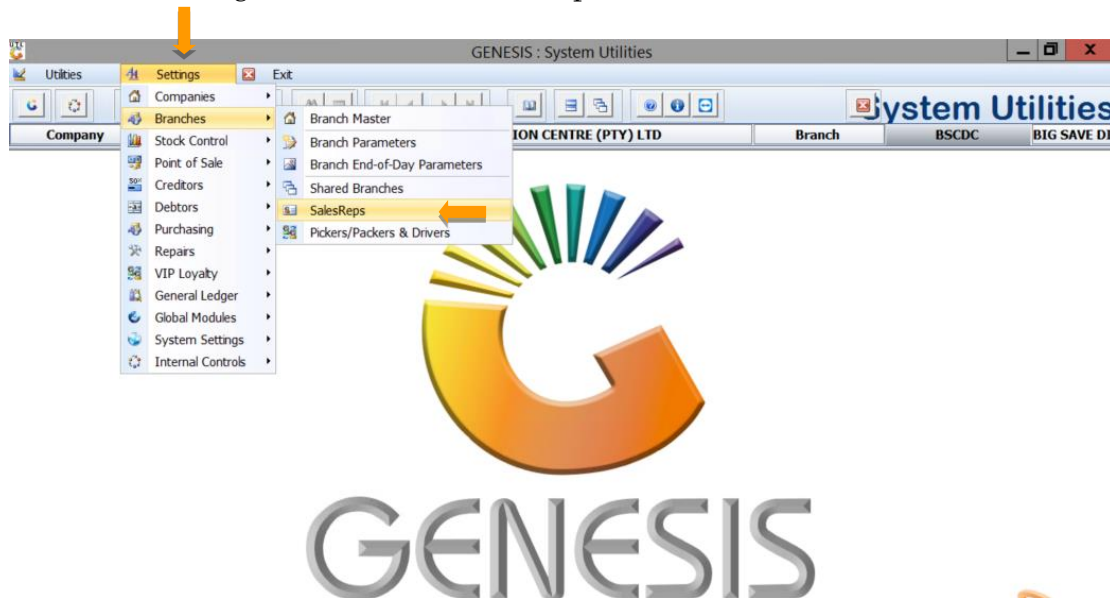 GENESIS : System Utilities
Utilities Settings Exit
System Utilities
Company ION CENTRE (PTY) LTD Branch BSCDC BIG SAVE DI
Companies
Branches
Stock Control
Point of Sale
Creditors
Debtors
Purchasing
Repairs
VIP Loyalty
General Ledger
Global Modules
System Settings
Internal Controls
Branch Master
Branch Parameters
Branch End-of-Day Parameters
Shared Branches
SalesReps
Pickers/Packers & Drivers
GENESIS